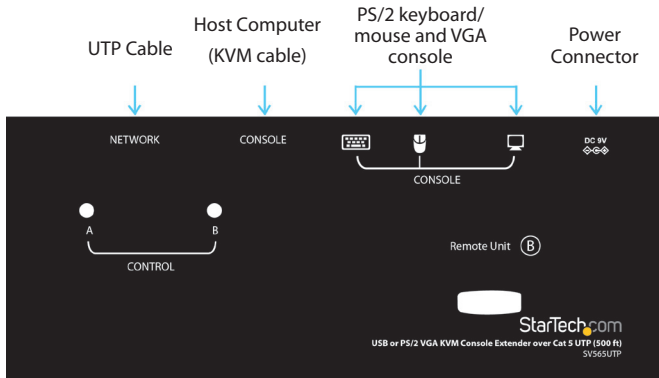 UTP Cable
Host Computer
(KVM cable)
PS/2 keyboard/
mouse and VGA
console
Power
Connector
NETWORK
CONSOLE
DC 9V
CONSOLE
A
B
CONTROL
Remote Unit B
StarTech.com
USB or PS/2 VGA KVM Console Extender over Cat 5 UTP (500 ft)
SV565UTP